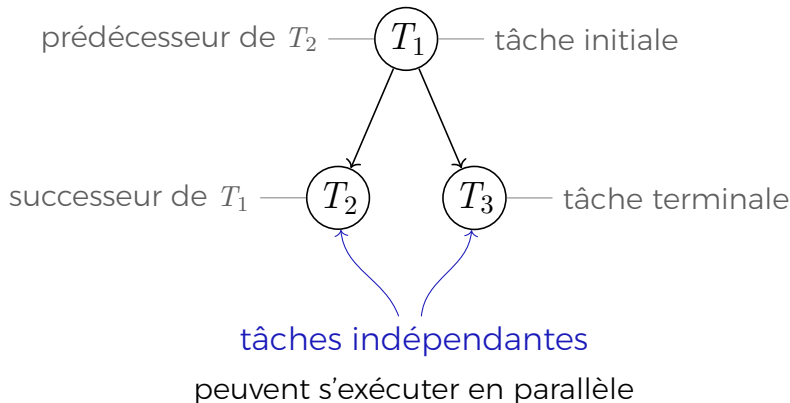 prédécesseur de T₂ T₁ tâche initiale
successeur de T₁ T₂ T₃ tâche terminale
tâches indépendantes
peuvent s'exécuter en parallèle